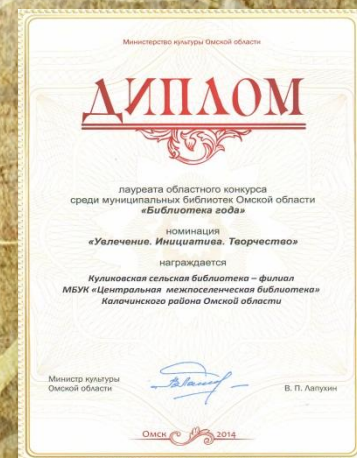 Министерство культуры Омской области
ДИПЛОМ
лауреата областного конкурса
среди муниципальных библиотек Омской области
«Библиотека года»
номинация
«Увлечение. Инициатива. Творчество»
награждается
Куликовская сельская библиотека – филиал
МБУК «Центральная межпоселенческая библиотека»
Калачинского района Омской области
Министр культуры
Омской области
В. П. Лапухин
Омск 2014